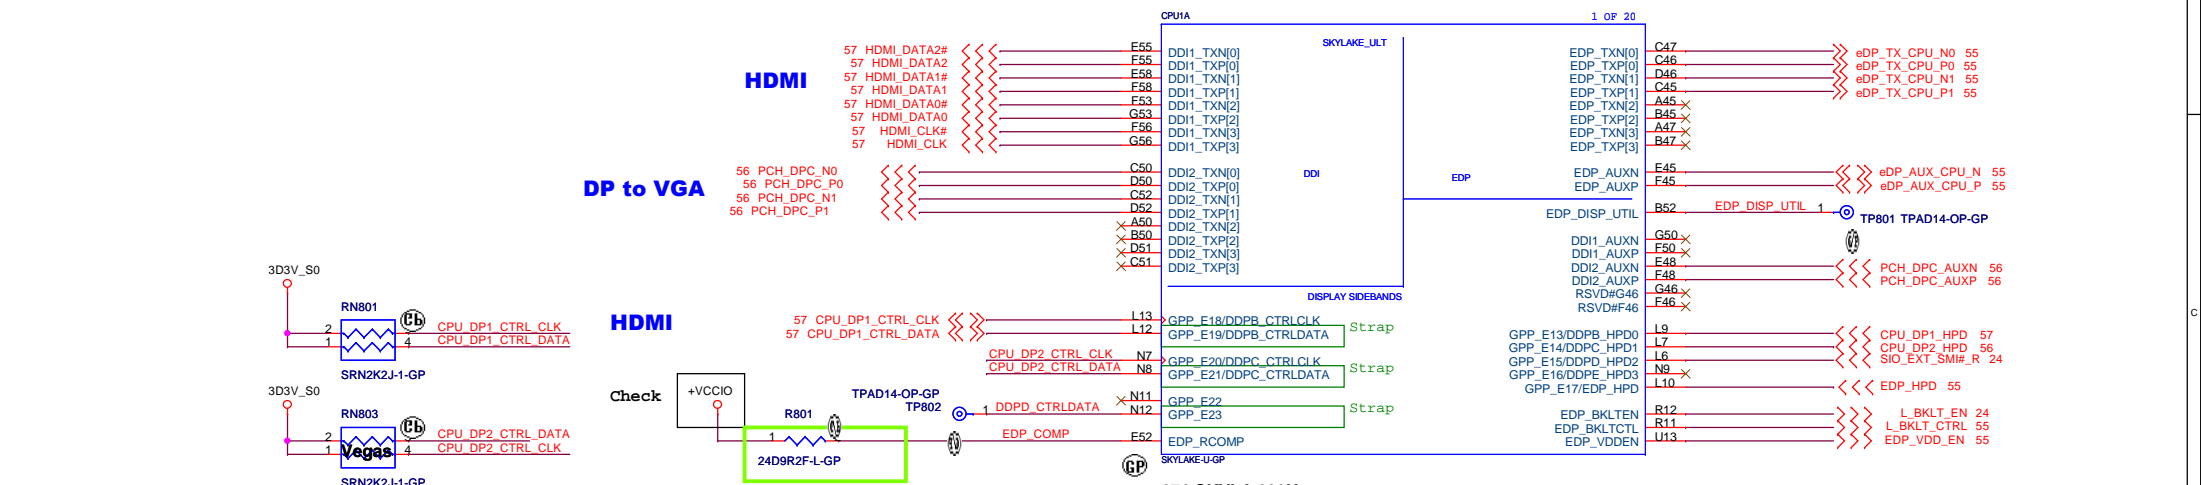 CPU1A
1 OF 20
SKYLAKE_ULT
HDMI
57 HDMI_DATA2# E55 DDI1_TXN[0]
57 HDMI_DATA2 F55 DDI1_TXP[0]
57 HDMI_DATA1# E58 DDI1_TXN[1]
57 HDMI_DATA1 F58 DDI1_TXP[1]
57 HDMI_DATA0# F53 DDI1_TXN[2]
57 HDMI_DATA0 G53 DDI1_TXP[2]
57 HDMI_CLK# F56 DDI1_TXN[3]
57 HDMI_CLK G56 DDI1_TXP[3]
DP to VGA
56 PCH_DPC_N0 C50 DDI2_TXN[0]
56 PCH_DPC_P0 D50 DDI2_TXP[0]
56 PCH_DPC_N1 C52 DDI2_TXN[1]
56 PCH_DPC_P1 D52 DDI2_TXP[1]
A50 DDI2_TXN[2]
B50 DDI2_TXP[2]
D51 DDI2_TXN[3]
C51 DDI2_TXP[3]
DDI
EDP
EDP_TXN[0] C47 eDP_TX_CPU_N0 55
EDP_TXP[0] C46 eDP_TX_CPU_P0 55
EDP_TXN[1] D46 eDP_TX_CPU_N1 55
EDP_TXP[1] C45 eDP_TX_CPU_P1 55
EDP_TXN[2] A45
EDP_TXP[2] B45
EDP_TXN[3] A47
EDP_TXP[3] B47
EDP_AUXN E45 eDP_AUX_CPU_N 55
EDP_AUXP F45 eDP_AUX_CPU_P 55
EDP_DISP_UTIL B52 EDP_DISP_UTIL 1 TP801 TPAD14-OP-GP
DDI1_AUXN G50
DDI1_AUXP F50
DDI2_AUXN E48 PCH_DPC_AUXN 56
DDI2_AUXP F48 PCH_DPC_AUXP 56
RSVD#G46 G46
RSVD#F46 F46
DISPLAY SIDEBANDS
3D3V_S0
RN801
2 CPU_DP1_CTRL_CLK
1 4 CPU_DP1_CTRL_DATA
SRN2K2J-1-GP
HDMI
57 CPU_DP1_CTRL_CLK L13 GPP_E18/DDPB_CTRLCLK
57 CPU_DP1_CTRL_DATA L12 GPP_E19/DDPB_CTRLDATA Strap
CPU_DP2_CTRL_CLK N7 GPP_E20/DDPC_CTRLCLK
CPU_DP2_CTRL_DATA N8 GPP_E21/DDPC_CTRLDATA Strap
N11 GPP_E22
TPAD14-OP-GP
TP802 1 DDPD_CTRLDATA N12 GPP_E23 Strap
GPP_E13/DDPB_HPD0 L9 CPU_DP1_HPD 57
GPP_E14/DDPC_HPD1 L7 CPU_DP2_HPD 56
GPP_E15/DDPD_HPD2 L6 SIO_EXT_SMI#_R 24
GPP_E16/DDPE_HPD3 N9
GPP_E17/EDP_HPD L10 EDP_HPD 55
EDP_BKLTEN R12 L_BKLT_EN 24
EDP_BKLTCTL R11 L_BKLT_CTRL 55
EDP_VDDEN U13 EDP_VDD_EN 55
3D3V_S0
RN803
2 CPU_DP2_CTRL_DATA
1 Vegas 4 CPU_DP2_CTRL_CLK
SRN2K2J-1-GP
Check
+VCCIO
R801
1 EDP_COMP E52 EDP_RCOMP
24D9R2F-L-GP
GP
SKYLAKE-U-GP
C